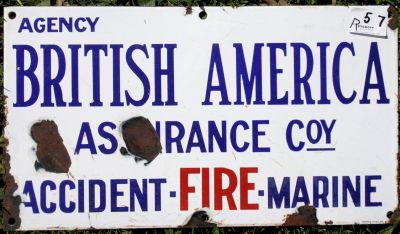 AGENCY
57
BRITISH AMERICA
ASSURANCE COY
ACCIDENT-FIRE-MARINE